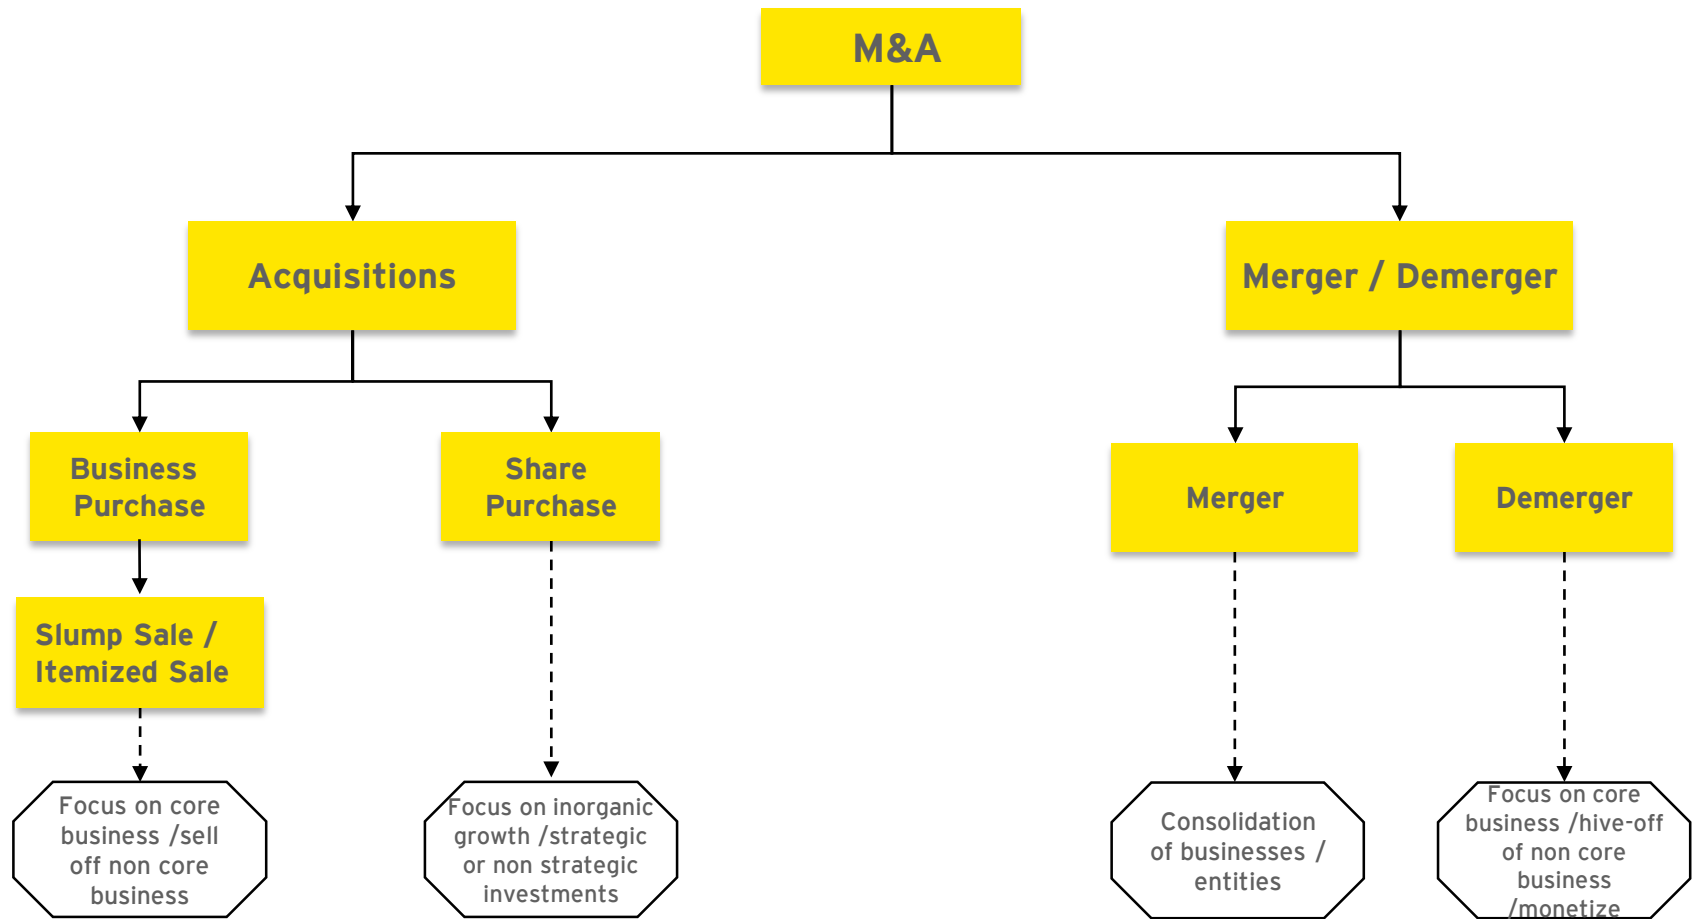 M&A
Acquisitions
Merger / Demerger
Business
Purchase
Share
Purchase
Merger
Demerger
Slump Sale /
Itemized Sale
Focus on core
business /sell
off non core
business
Focus on inorganic
growth /strategic
or non strategic
investments
Consolidation
of businesses /
entities
Focus on core
business /hive-off
of non core
business
/monetize